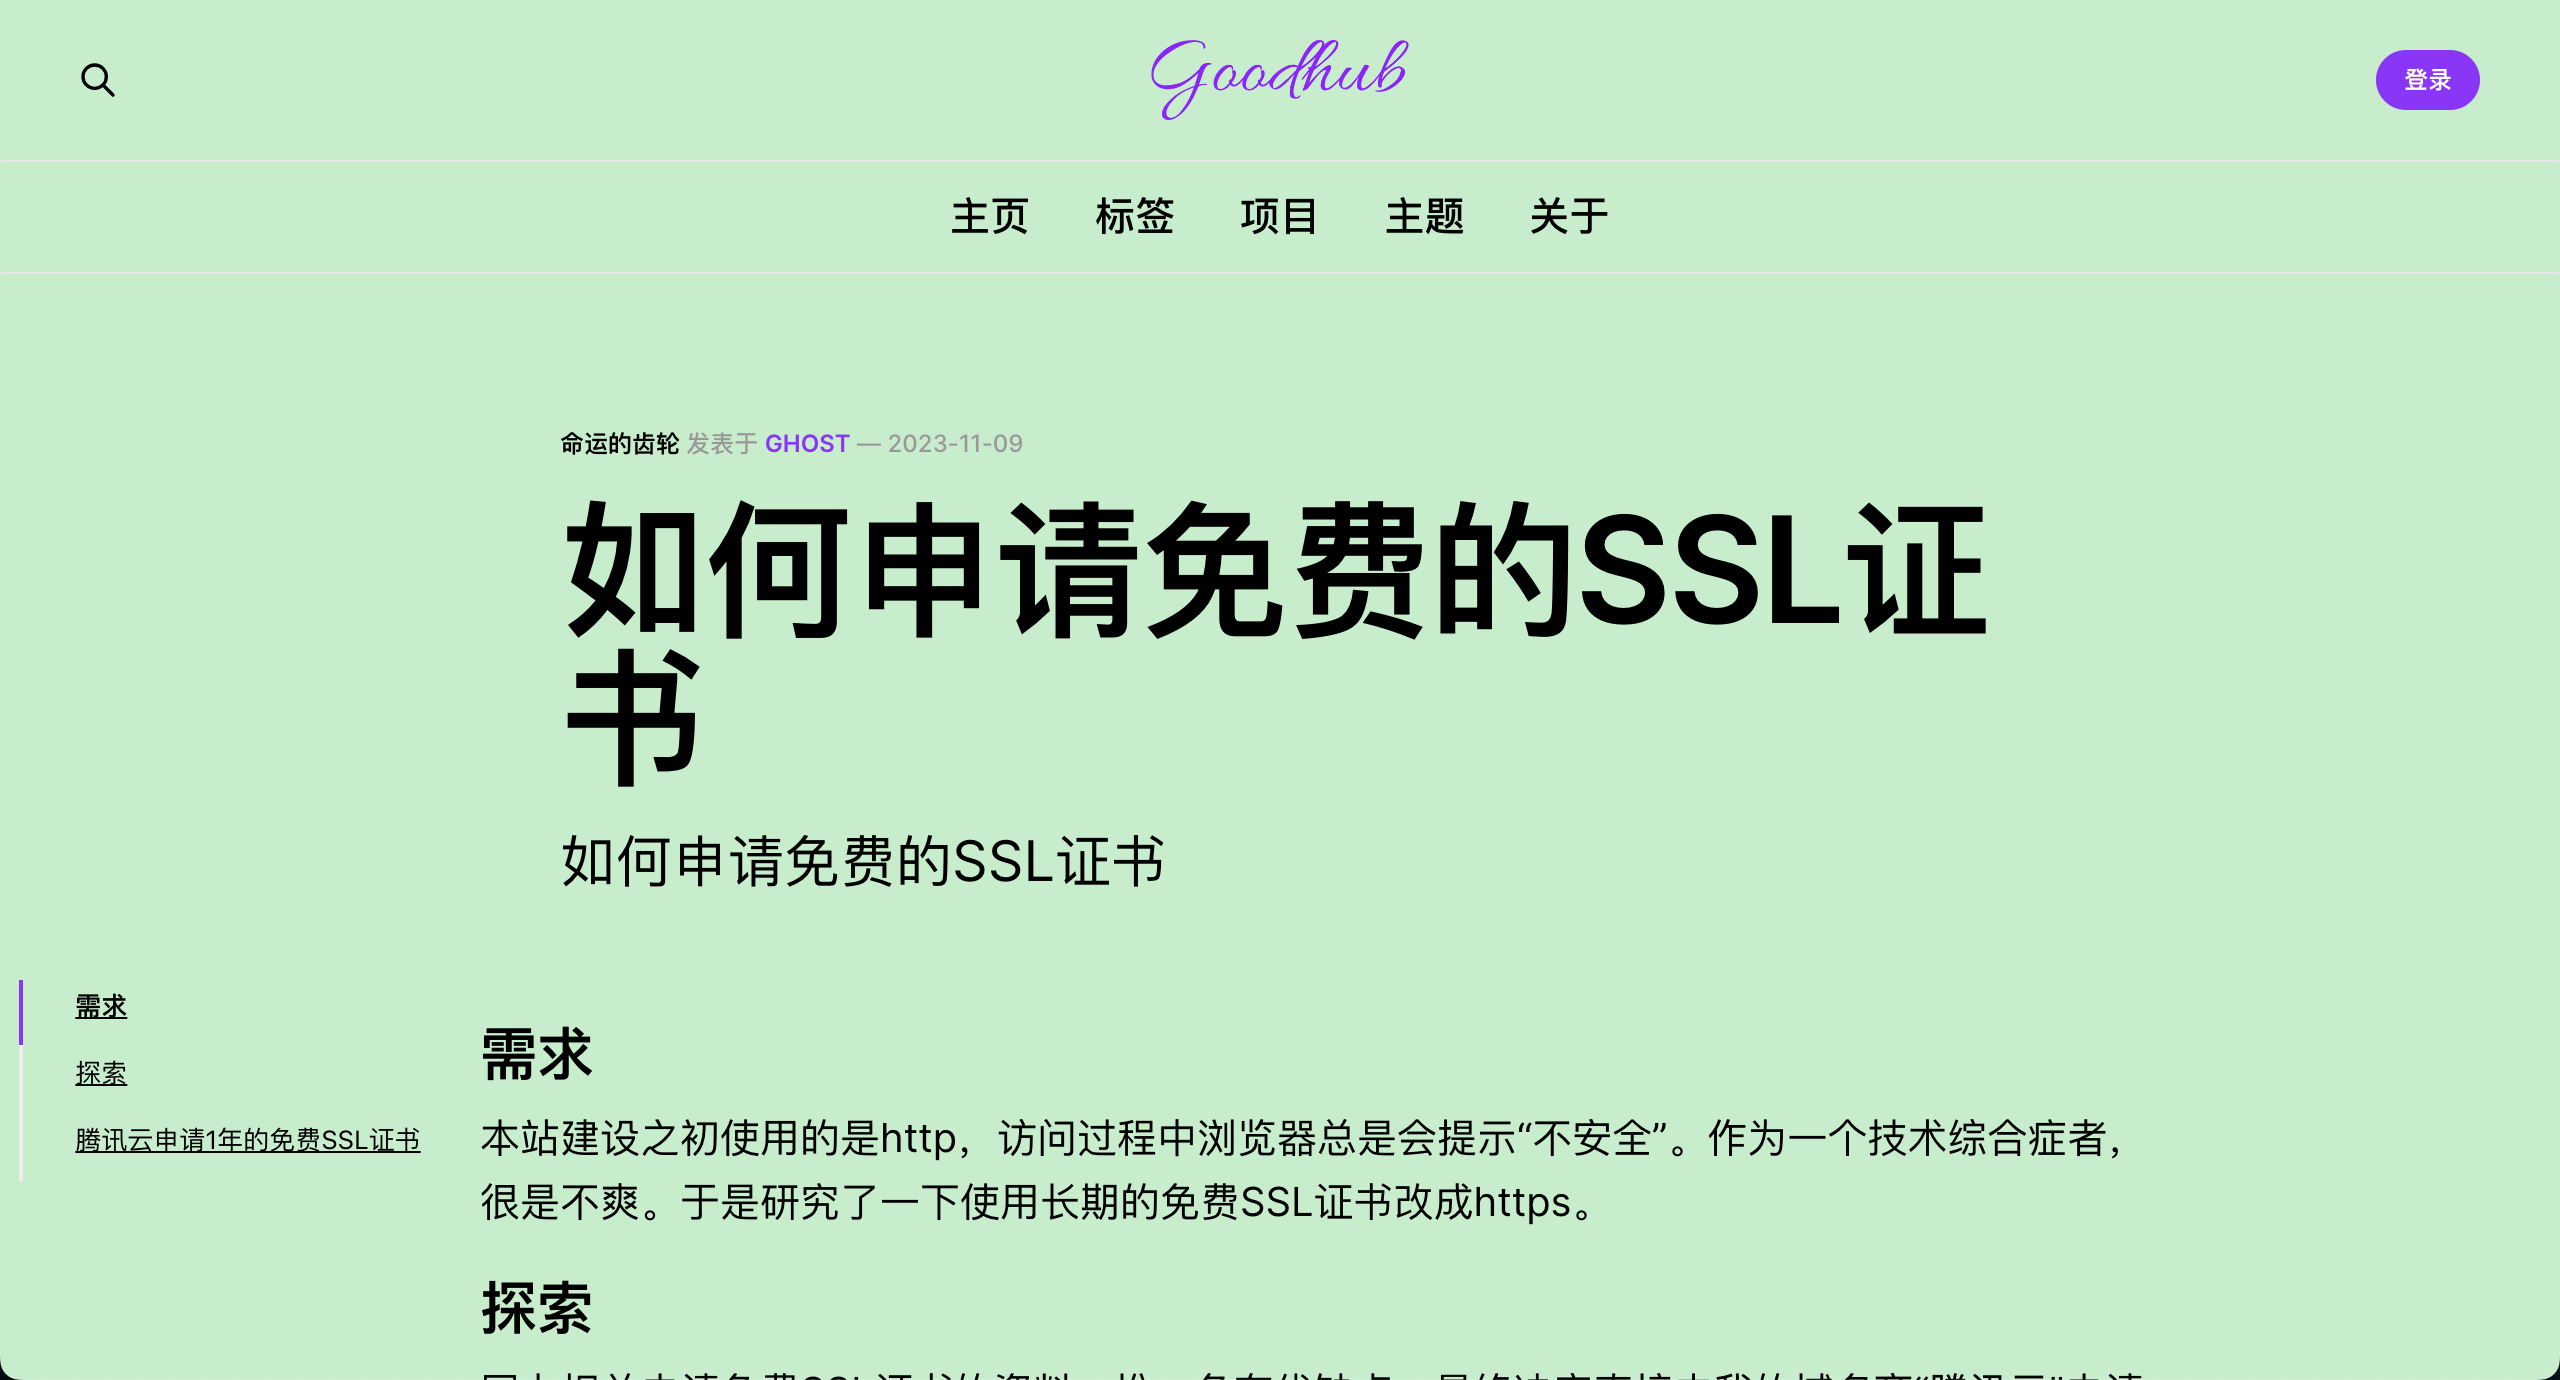 Goodhub
登录
主页 标签 项目 主题 关于
命运的齿轮 发表于 GHOST — 2023-11-09
如何申请免费的SSL证
书
如何申请免费的SSL证书
需求
探索
腾讯云申请1年的免费SSL证书
需求
本站建设之初使用的是http，访问过程中浏览器总是会提示“不安全”。作为一个技术综合症者，
很是不爽。于是研究了一下使用长期的免费SSL证书改成https。
探索